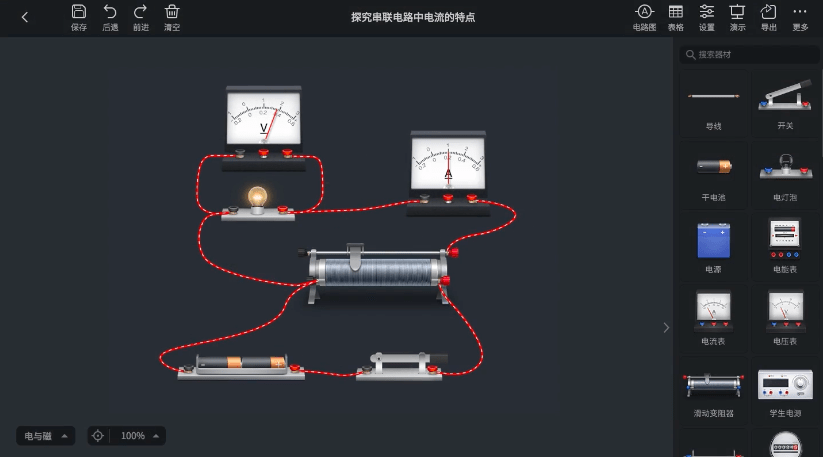 保存 后退 前进 清空
探究串联电路中电流的特点
电路图 表格 设置 演示 导出 更多
搜索器材
导线 开关
干电池 电灯泡
电源 电能表
电流表 电压表
滑动变阻器 学生电源
V
A
电与磁 100%